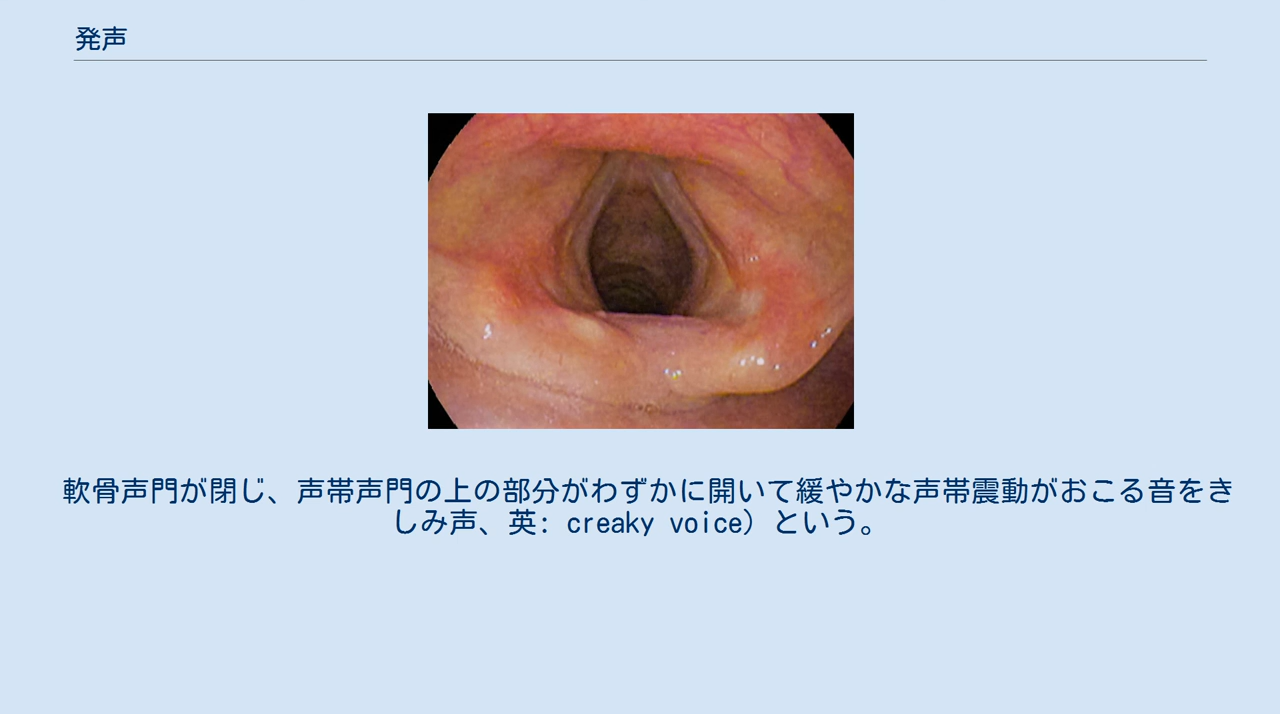 発声
軟骨声門が閉じ、声帯声門の上の部分がわずかに開いて緩やかな声帯震動がおこる音をき
しみ声、英: creaky voice）という。